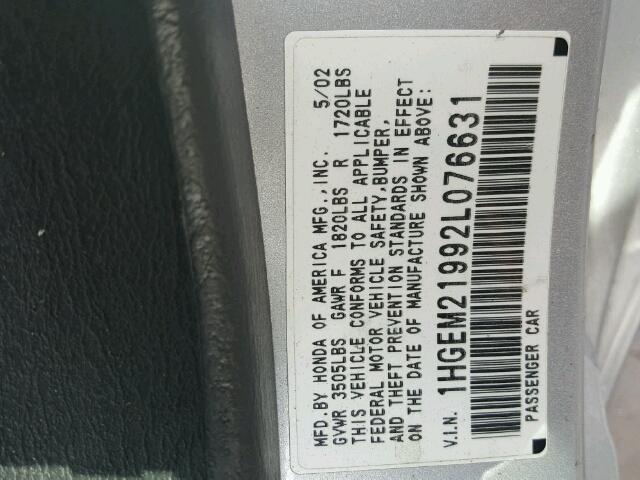 MFD.BY HONDA OF AMERICA MFG.,INC. 5/02
GVWR 3505LBS GAWR F 1820LBS R 1720LBS
THIS VEHICLE CONFORMS TO ALL APPLICABLE
FEDERAL MOTOR VEHICLE SAFETY,BUMPER,
AND THEFT PREVENTION STANDARDS IN EFFECT
ON THE DATE OF MANUFACTURE SHOWN ABOVE:
V.I.N. 1HGEM21992L076631
PASSENGER CAR